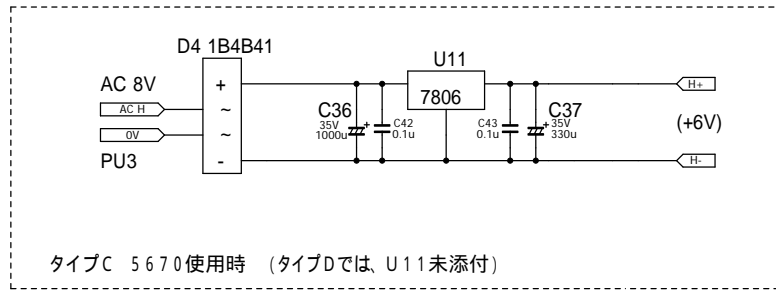 D4 1B4B41
U11
AC 8V
+
7806
H+
AC H
~
C36
35V
1000u
+
C42
0.1u
C43
0.1u
C37
+
35V
330u
(+6V)
0V
~
PU3
-
H-
タイプC 5670使用時 (タイプDでは、U11未添付)